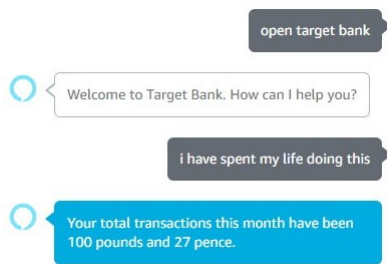 open target bank
Welcome to Target Bank. How can I help you?
i have spent my life doing this
Your total transactions this month have been
100 pounds and 27 pence.